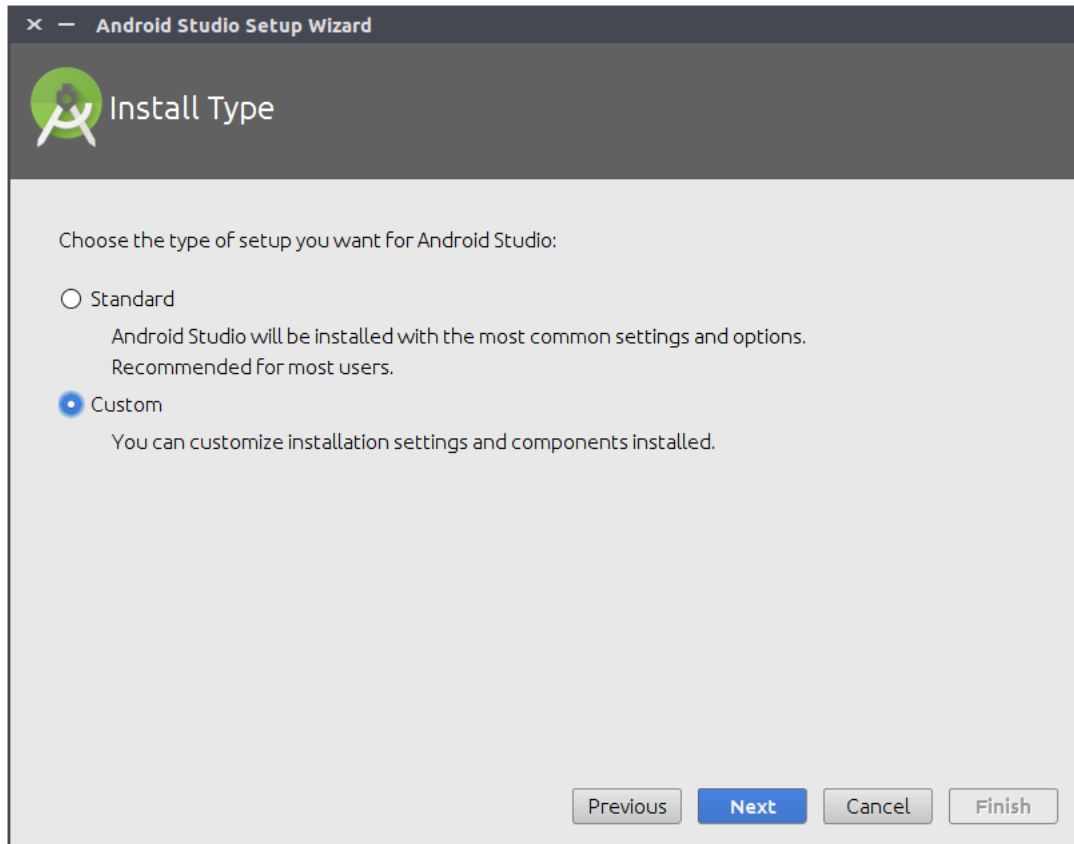 Android Studio Setup Wizard
Install Type
Choose the type of setup you want for Android Studio:
Standard
Android Studio will be installed with the most common settings and options.
Recommended for most users.
Custom
You can customize installation settings and components installed.
Previous Next Cancel Finish